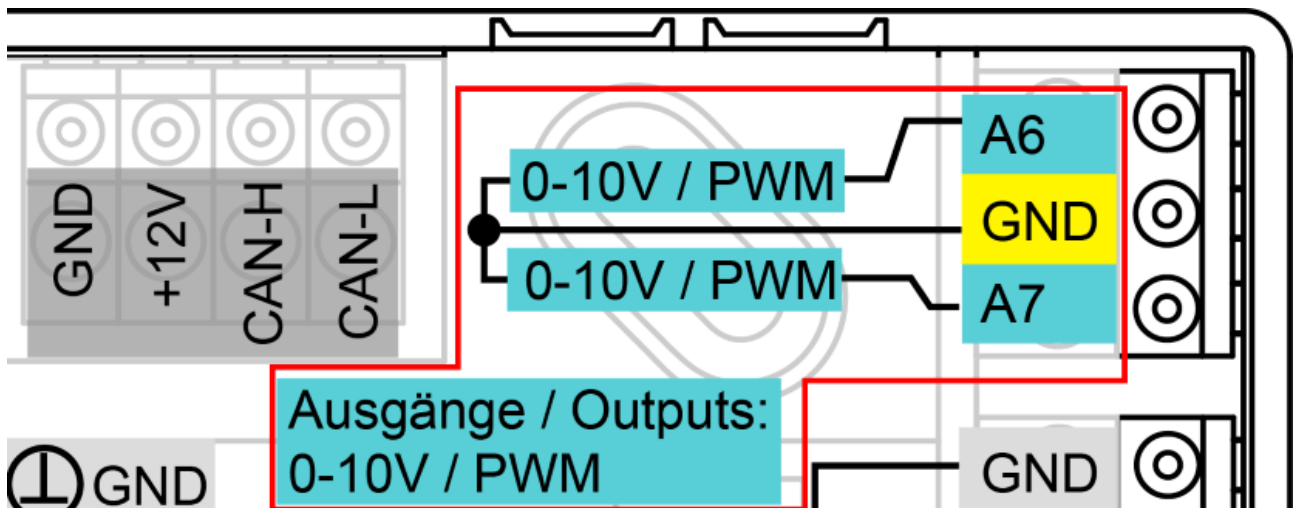 GND
+12V
CAN-H
CAN-L
0-10V / PWM
A6
GND
0-10V / PWM
A7
Ausgänge / Outputs:
0-10V / PWM
GND
GND